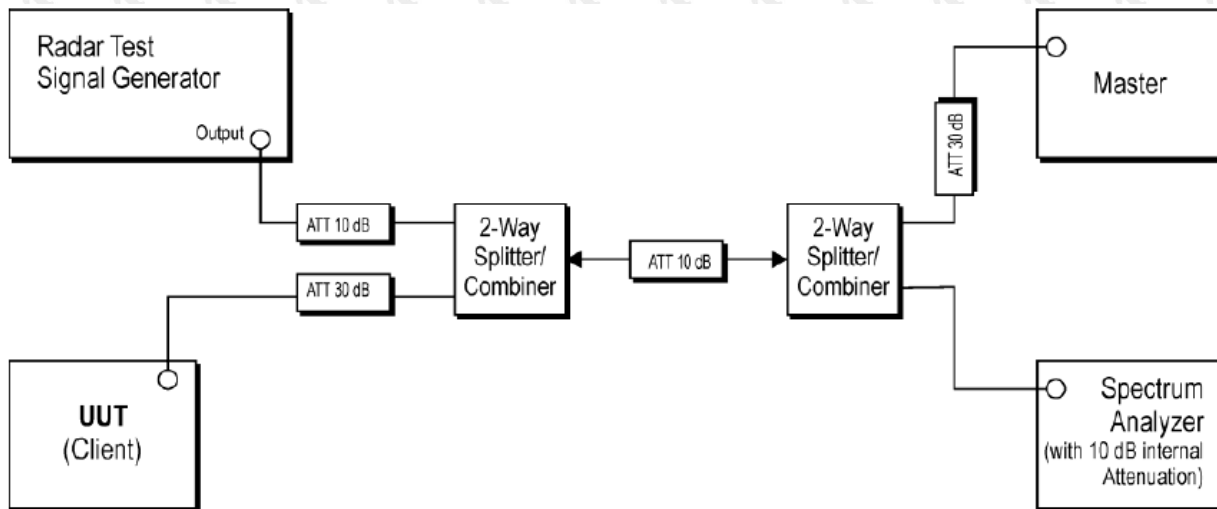 Radar Test
Signal Generator
Output
ATT 10 dB
ATT 30 dB
2-Way
Splitter/
Combiner
ATT 10 dB
2-Way
Splitter/
Combiner
ATT 30 dB
Master
UUT
(Client)
Spectrum
Analyzer
(with 10 dB internal
Attenuation)